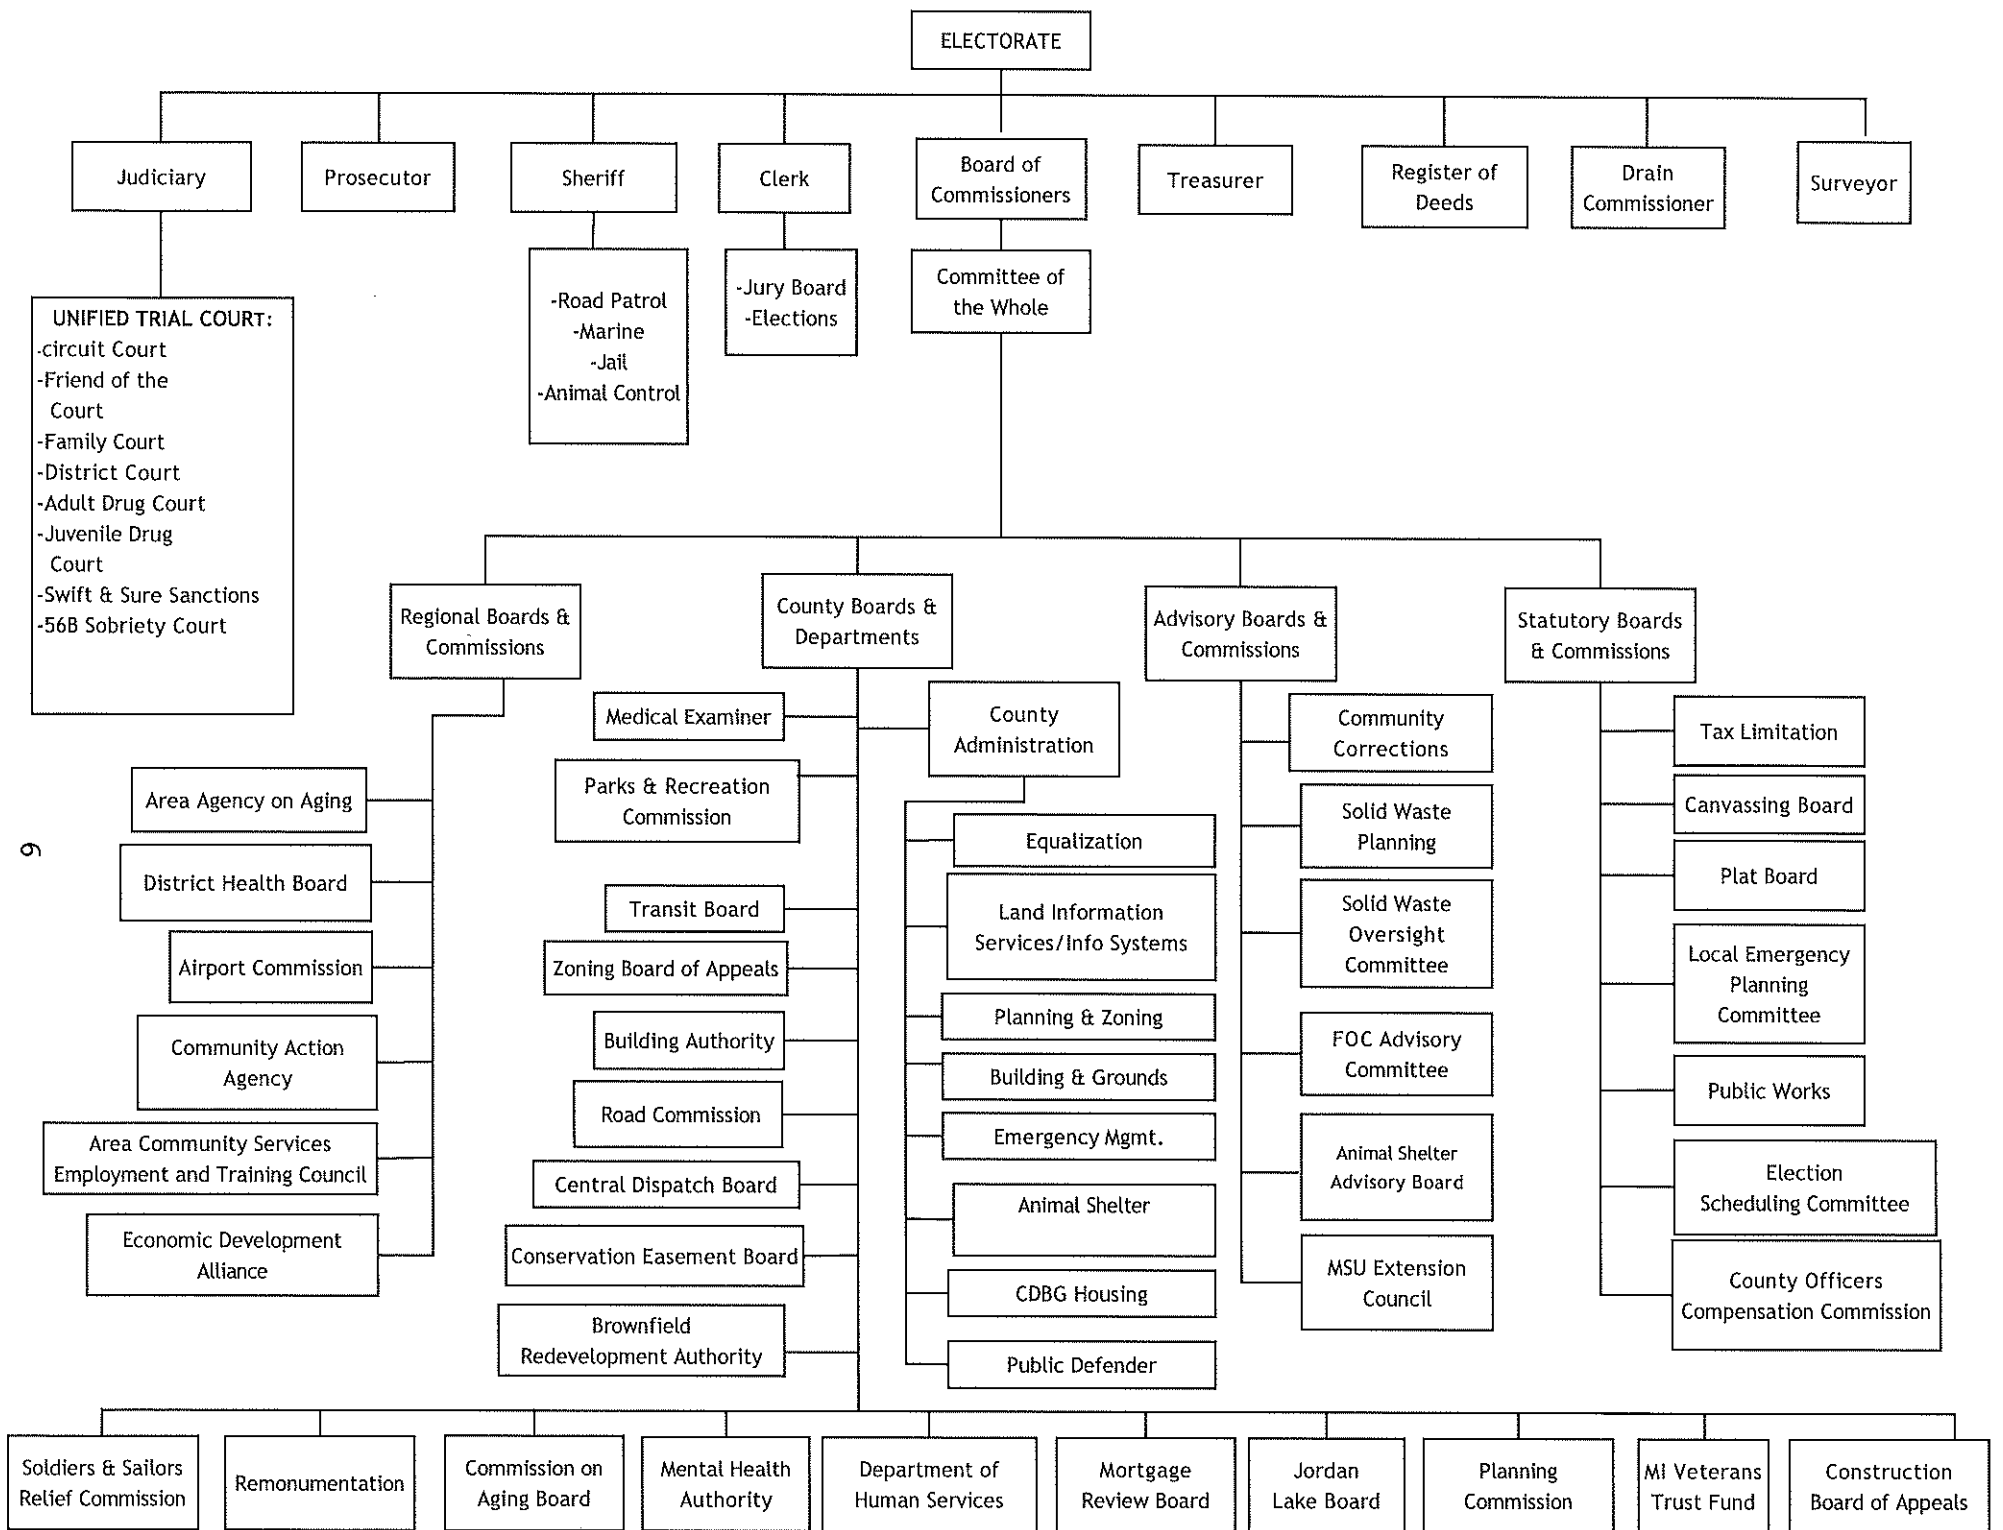 ELECTORATE
Judiciary
Prosecutor
Sheriff
Clerk
Board of
Commissioners
Treasurer
Register of
Deeds
Drain
Commissioner
Surveyor
UNIFIED TRIAL COURT:
-circuit Court
-Friend of the
Court
-Family Court
-District Court
-Adult Drug Court
-Juvenile Drug
Court
-Swift & Sure Sanctions
-56B Sobriety Court
-Road Patrol
-Marine
-Jail
-Animal Control
-Jury Board
-Elections
Committee of
the Whole
Regional Boards &
Commissions
County Boards &
Departments
Advisory Boards &
Commissions
Statutory Boards
& Commissions
Area Agency on Aging
District Health Board
Airport Commission
Community Action
Agency
Area Community Services
Employment and Training Council
Economic Development
Alliance
Medical Examiner
Parks & Recreation
Commission
Transit Board
Zoning Board of Appeals
Building Authority
Road Commission
Central Dispatch Board
Conservation Easement Board
Brownfield
Redevelopment Authority
County
Administration
Equalization
Land Information
Services/Info Systems
Planning & Zoning
Building & Grounds
Emergency Mgmt.
Animal Shelter
CDBG Housing
Public Defender
Community
Corrections
Solid Waste
Planning
Solid Waste
Oversight
Committee
FOC Advisory
Committee
Animal Shelter
Advisory Board
MSU Extension
Council
Tax Limitation
Canvassing Board
Plat Board
Local Emergency
Planning
Committee
Public Works
Election
Scheduling Committee
County Officers
Compensation Commission
Soldiers & Sailors
Relief Commission
Remonumentation
Commission on
Aging Board
Mental Health
Authority
Department of
Human Services
Mortgage
Review Board
Jordan
Lake Board
Planning
Commission
MI Veterans
Trust Fund
Construction
Board of Appeals